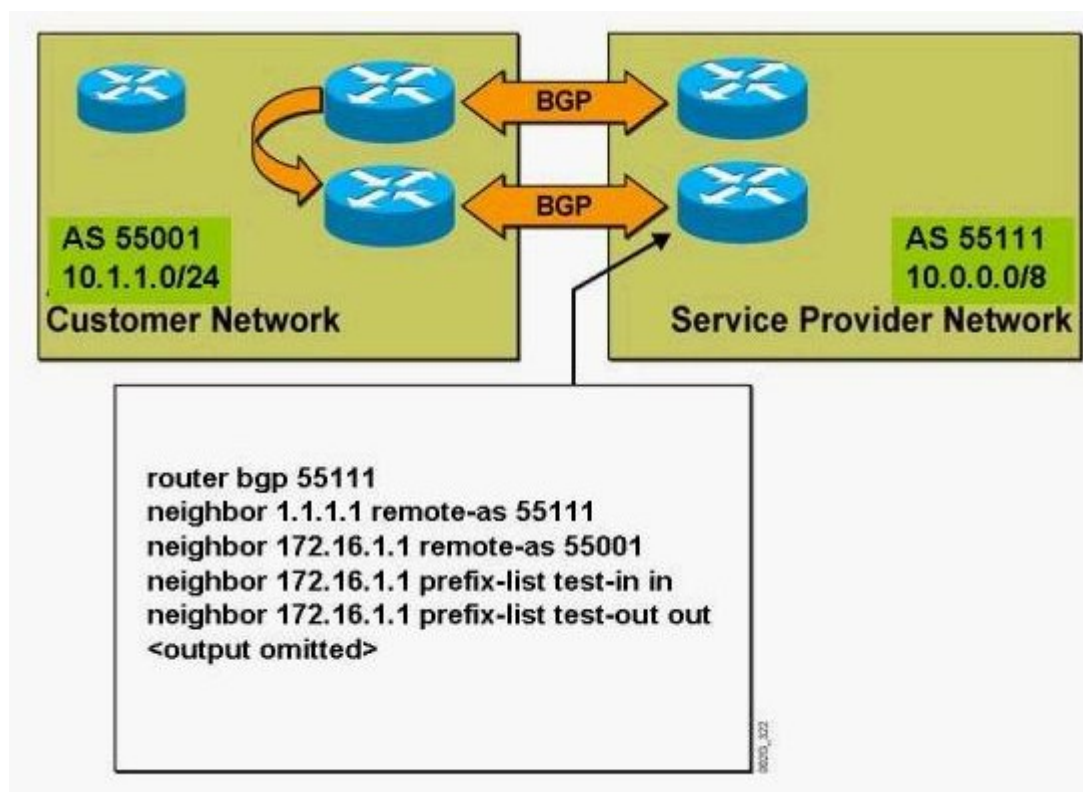 BGP
BGP
AS 55001
10.1.1.0/24
Customer Network
AS 55111
10.0.0.0/8
Service Provider Network
router bgp 55111
neighbor 1.1.1.1 remote-as 55111
neighbor 172.16.1.1 remote-as 55001
neighbor 172.16.1.1 prefix-list test-in in
neighbor 172.16.1.1 prefix-list test-out out
<output omitted>